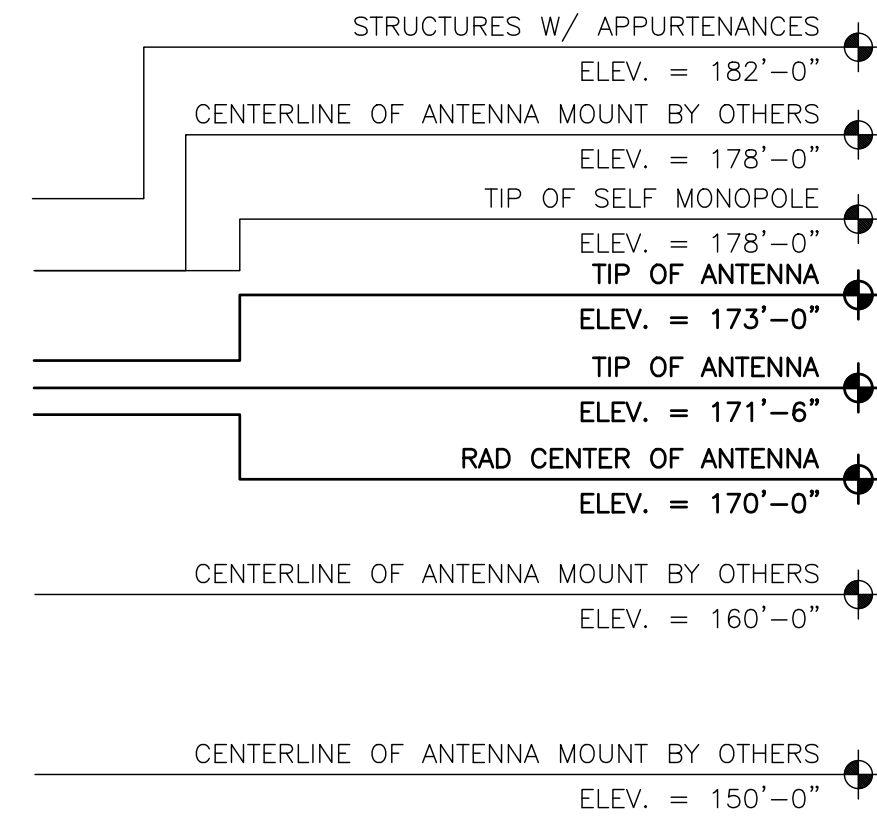 STRUCTURES W/ APPURTENANCES
ELEV. = 182'-0"
CENTERLINE OF ANTENNA MOUNT BY OTHERS
ELEV. = 178'-0"
TIP OF SELF MONOPOLE
ELEV. = 178'-0"
TIP OF ANTENNA
ELEV. = 173'-0"
TIP OF ANTENNA
ELEV. = 171'-6"
RAD CENTER OF ANTENNA
ELEV. = 170'-0"
CENTERLINE OF ANTENNA MOUNT BY OTHERS
ELEV. = 160'-0"
CENTERLINE OF ANTENNA MOUNT BY OTHERS
ELEV. = 150'-0"